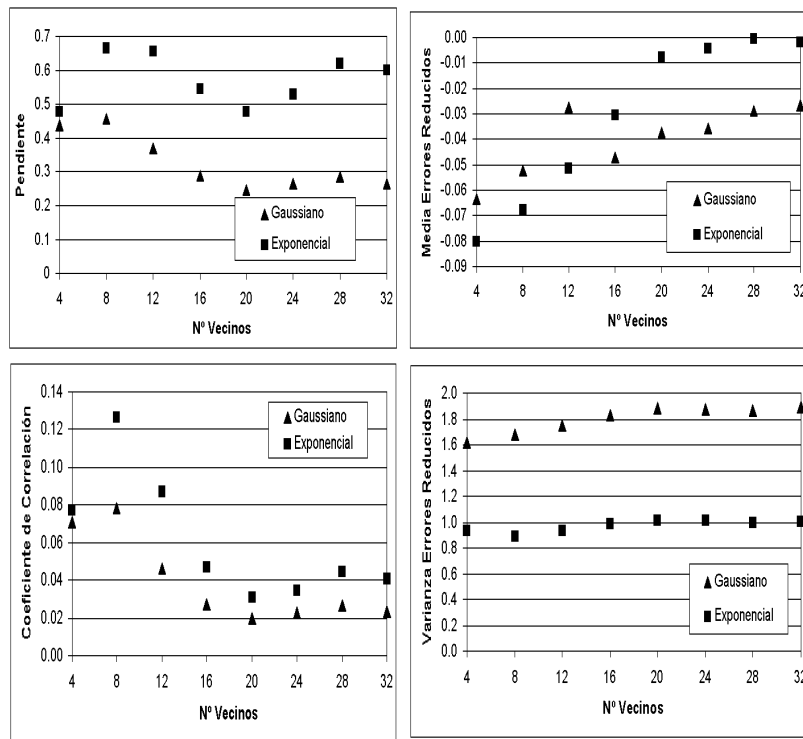 Pendiente
0.7
0.6
0.5
0.4
0.3
0.2
0.1
0
4 8 12 16 20 24 28 32
Nº Vecinos
Gaussiano
Exponencial
Media Errores Reducidos
0.00
-0.01
-0.02
-0.03
-0.04
-0.05
-0.06
-0.07
-0.08
-0.09
4 8 12 16 20 24 28 32
Nº Vecinos
Gaussiano
Exponencial
Coeficiente de Correlación
0.14
0.12
0.10
0.08
0.06
0.04
0.02
0.00
4 8 12 16 20 24 28 32
Nº Vecinos
Gaussiano
Exponencial
Varianza Errores Reducidos
2.0
1.8
1.6
1.4
1.2
1.0
0.8
0.6
0.4
0.2
0.0
4 8 12 16 20 24 28 32
Nº Vecinos
Gaussiano
Exponencial